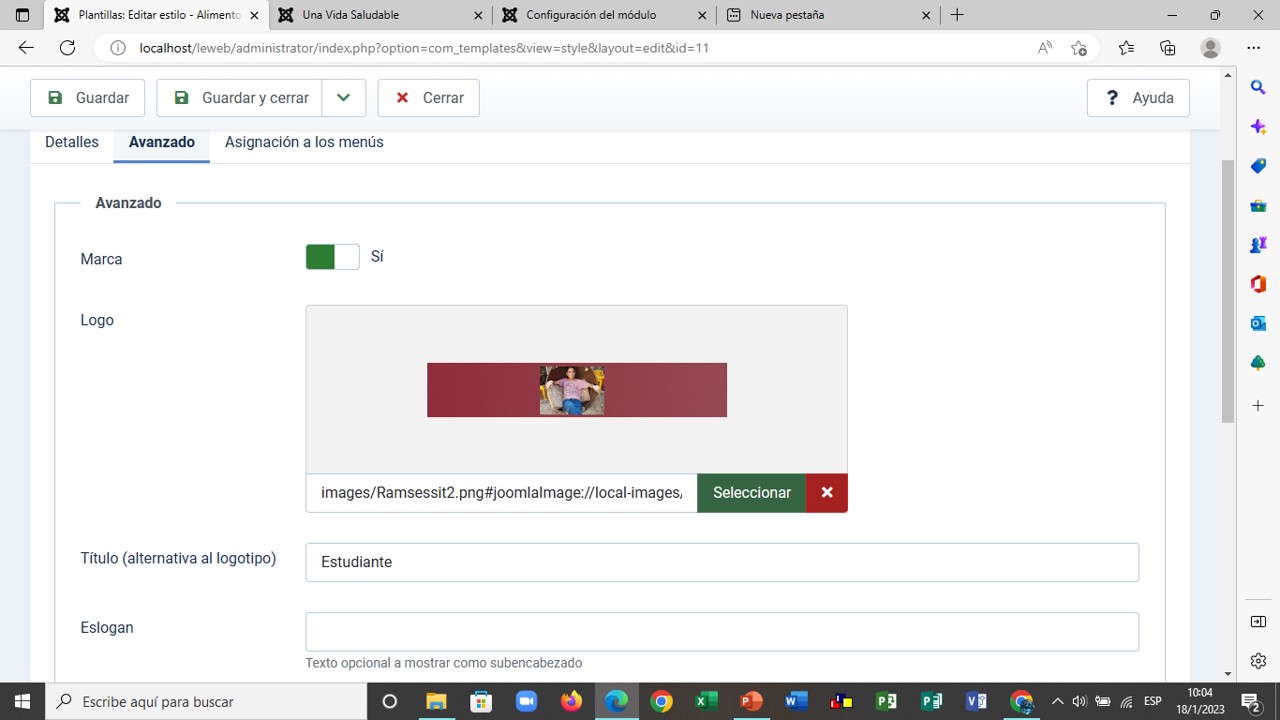 Plantillas: Editar estilo - Alimento
Una Vida Saludable
Configuración del módulo
Nueva pestaña
localhost/leweb/administrator/index.php?option=com_templates&view=style&layout=edit&id=11
Guardar
Guardar y cerrar
Cerrar
? Ayuda
Detalles
Avanzado
Asignación a los menús
Avanzado
Marca
Sí
Logo
images/Ramsessit2.png#joomlaImage://local-images/
Seleccionar
Título (alternativa al logotipo)
Estudiante
Eslogan
Texto opcional a mostrar como subencabezado
Escribe aquí para buscar
ESP
10:04
18/1/2023
2